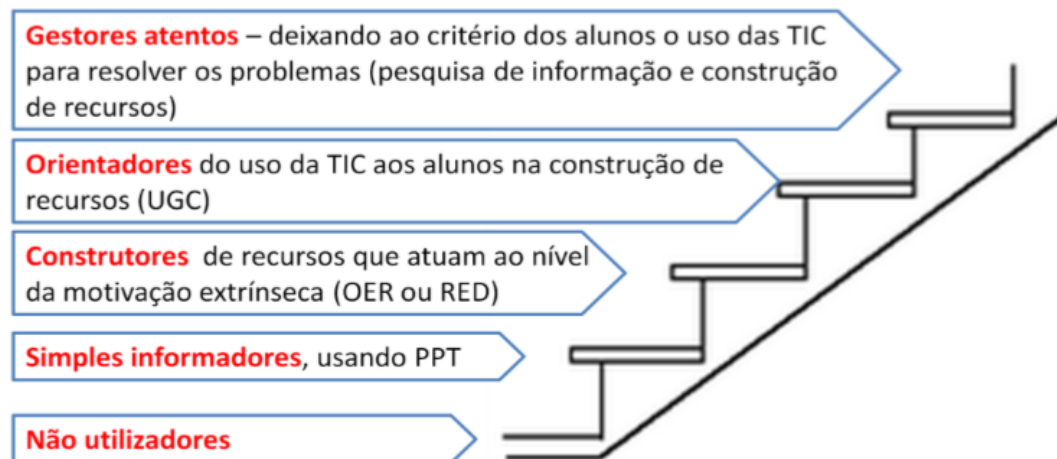 Gestores atentos – deixando ao critério dos alunos o uso das TIC
para resolver os problemas (pesquisa de informação e construção
de recursos)
Orientadores do uso da TIC aos alunos na construção de
recursos (UGC)
Construtores de recursos que atuam ao nível
da motivação extrínseca (OER ou RED)
Simples informadores, usando PPT
Não utilizadores